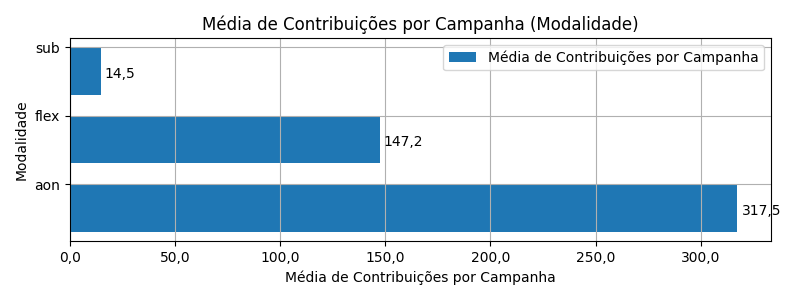 Média de Contribuições por Campanha (Modalidade)
Média de Contribuições por Campanha
Modalidade
sub
14,5
flex
147,2
aon
317,5
0,0 50,0 100,0 150,0 200,0 250,0 300,0
Média de Contribuições por Campanha